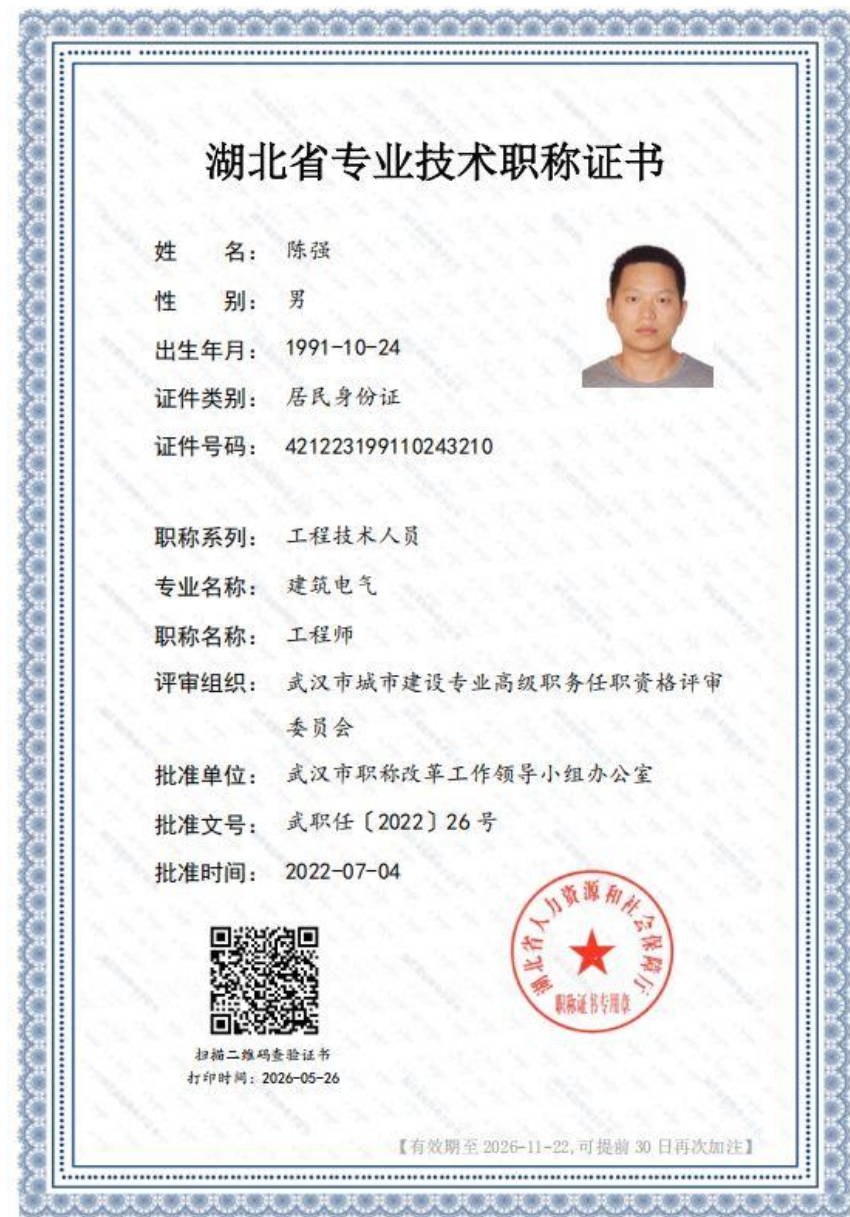 湖北省专业技术职称证书
姓 名： 陈强
性 别： 男
出生年月： 1991-10-24
证件类别： 居民身份证
证件号码： 421223199110243210
职称系列： 工程技术人员
专业名称： 建筑电气
职称名称： 工程师
评审组织： 武汉市城市建设专业高级职务任职资格评审
委员会
批准单位： 武汉市职称改革工作领导小组办公室
批准文号： 武职任〔2022〕26 号
批准时间： 2022-07-04
湖北省人力资源和社会保障厅
职称证书专用章
扫描二维码查验证书
打印时间：2026-05-26
【有效期至 2026-11-22,可提前 30 日再次加注】